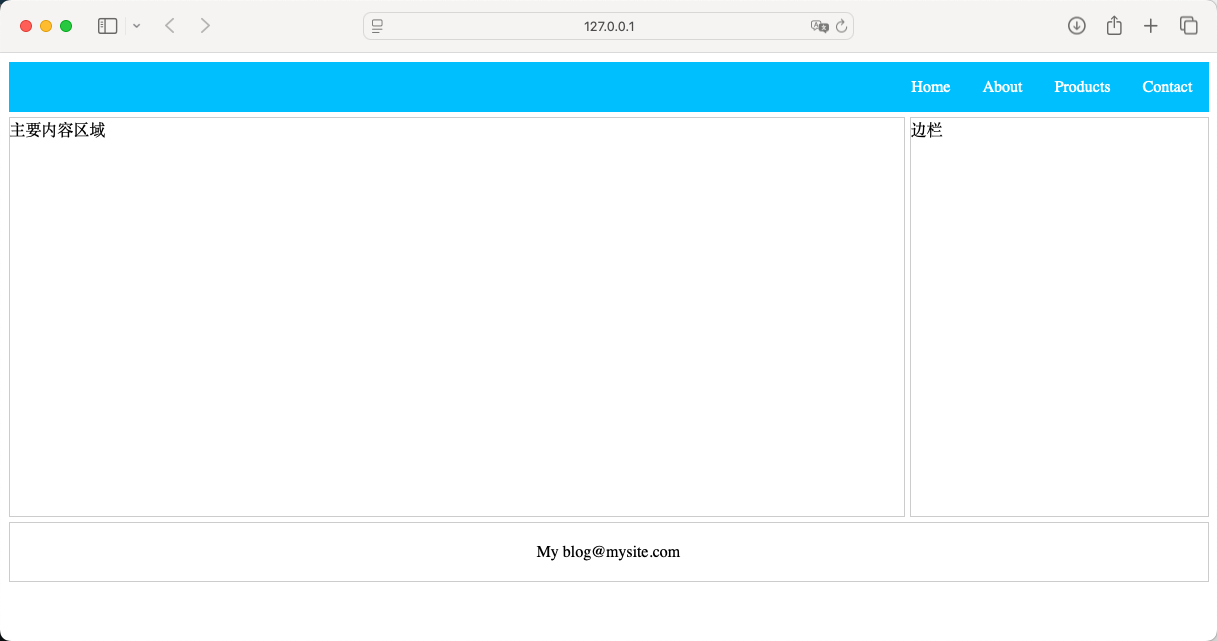 127.0.0.1
Home About Products Contact
主要内容区域
边栏
My blog@mysite.com